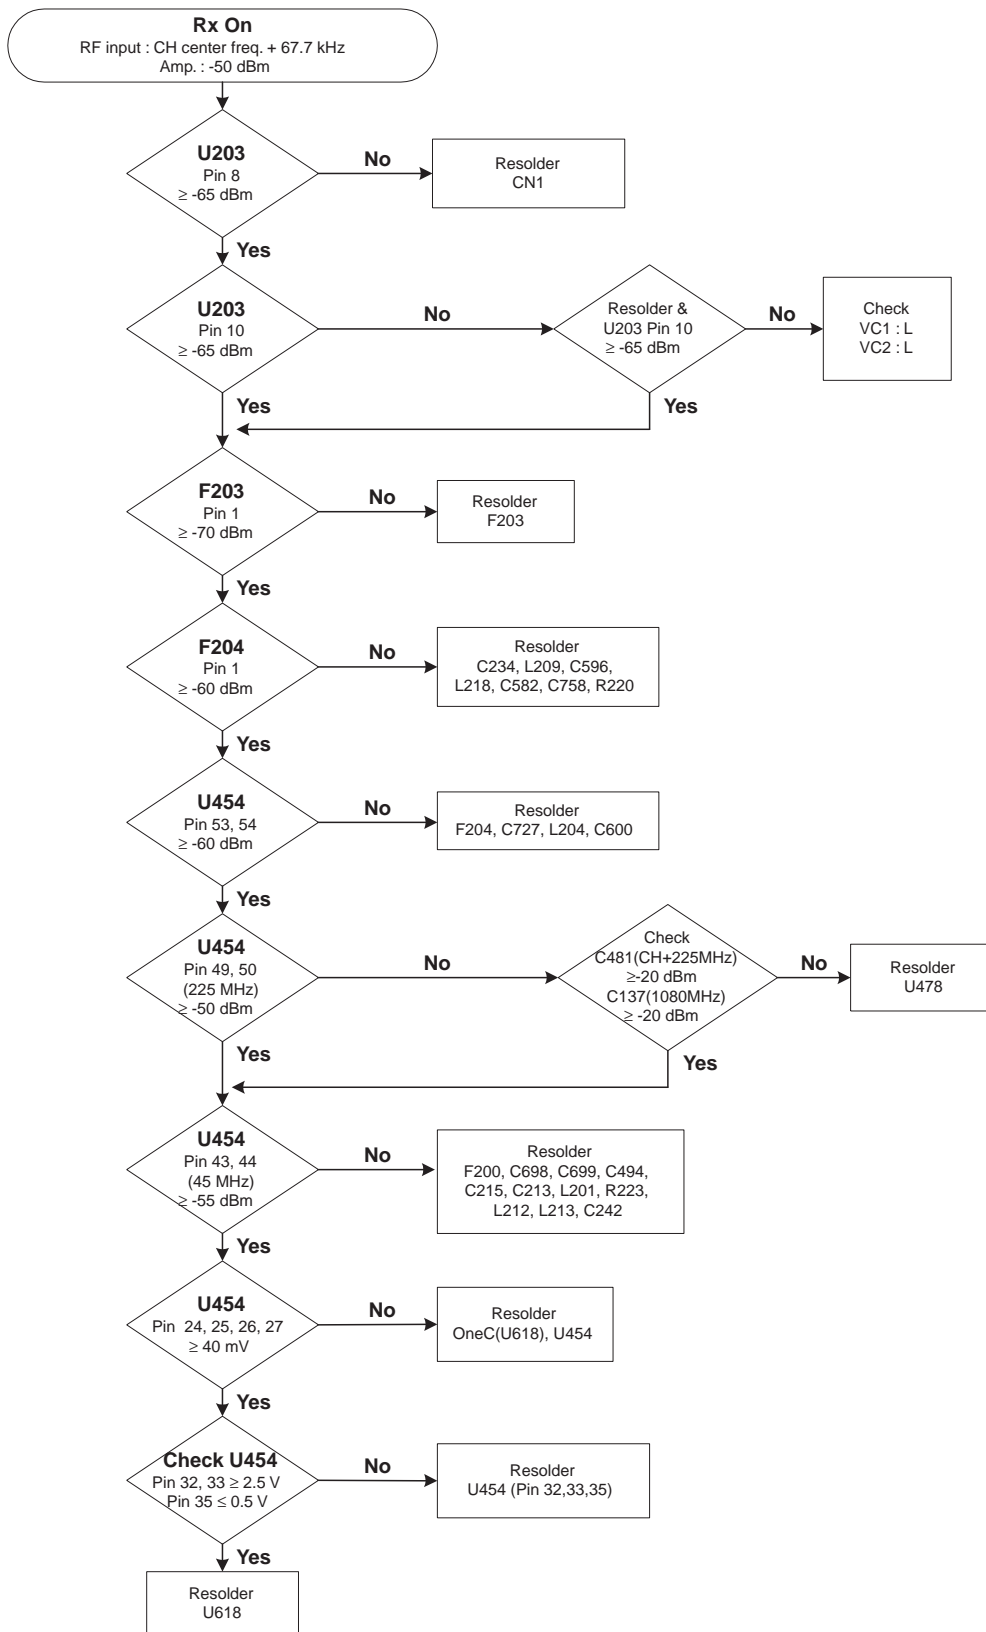 Rx On
RF input : CH center freq. + 67.7 kHz
Amp. : -50 dBm
U203
Pin 8
≥ -65 dBm
No
Resolder
CN1
Yes
U203
Pin 10
≥ -65 dBm
No
Resolder &
U203 Pin 10
≥ -65 dBm
No
Check
VC1 : L
VC2 : L
Yes
Yes
F203
Pin 1
≥ -70 dBm
No
Resolder
F203
Yes
F204
Pin 1
≥ -60 dBm
No
Resolder
C234, L209, C596,
L218, C582, C758, R220
Yes
U454
Pin 53, 54
≥ -60 dBm
No
Resolder
F204, C727, L204, C600
Yes
U454
Pin 49, 50
(225 MHz)
≥ -50 dBm
No
Check
C481(CH+225MHz)
≥-20 dBm
C137(1080MHz)
≥ -20 dBm
No
Resolder
U478
Yes
Yes
U454
Pin 43, 44
(45 MHz)
≥ -55 dBm
No
Resolder
F200, C698, C699, C494,
C215, C213, L201, R223,
L212, L213, C242
Yes
U454
Pin 24, 25, 26, 27
≥ 40 mV
No
Resolder
OneC(U618), U454
Yes
Check U454
Pin 32, 33 ≥ 2.5 V
Pin 35 ≤ 0.5 V
No
Resolder
U454 (Pin 32,33,35)
Yes
Resolder
U618